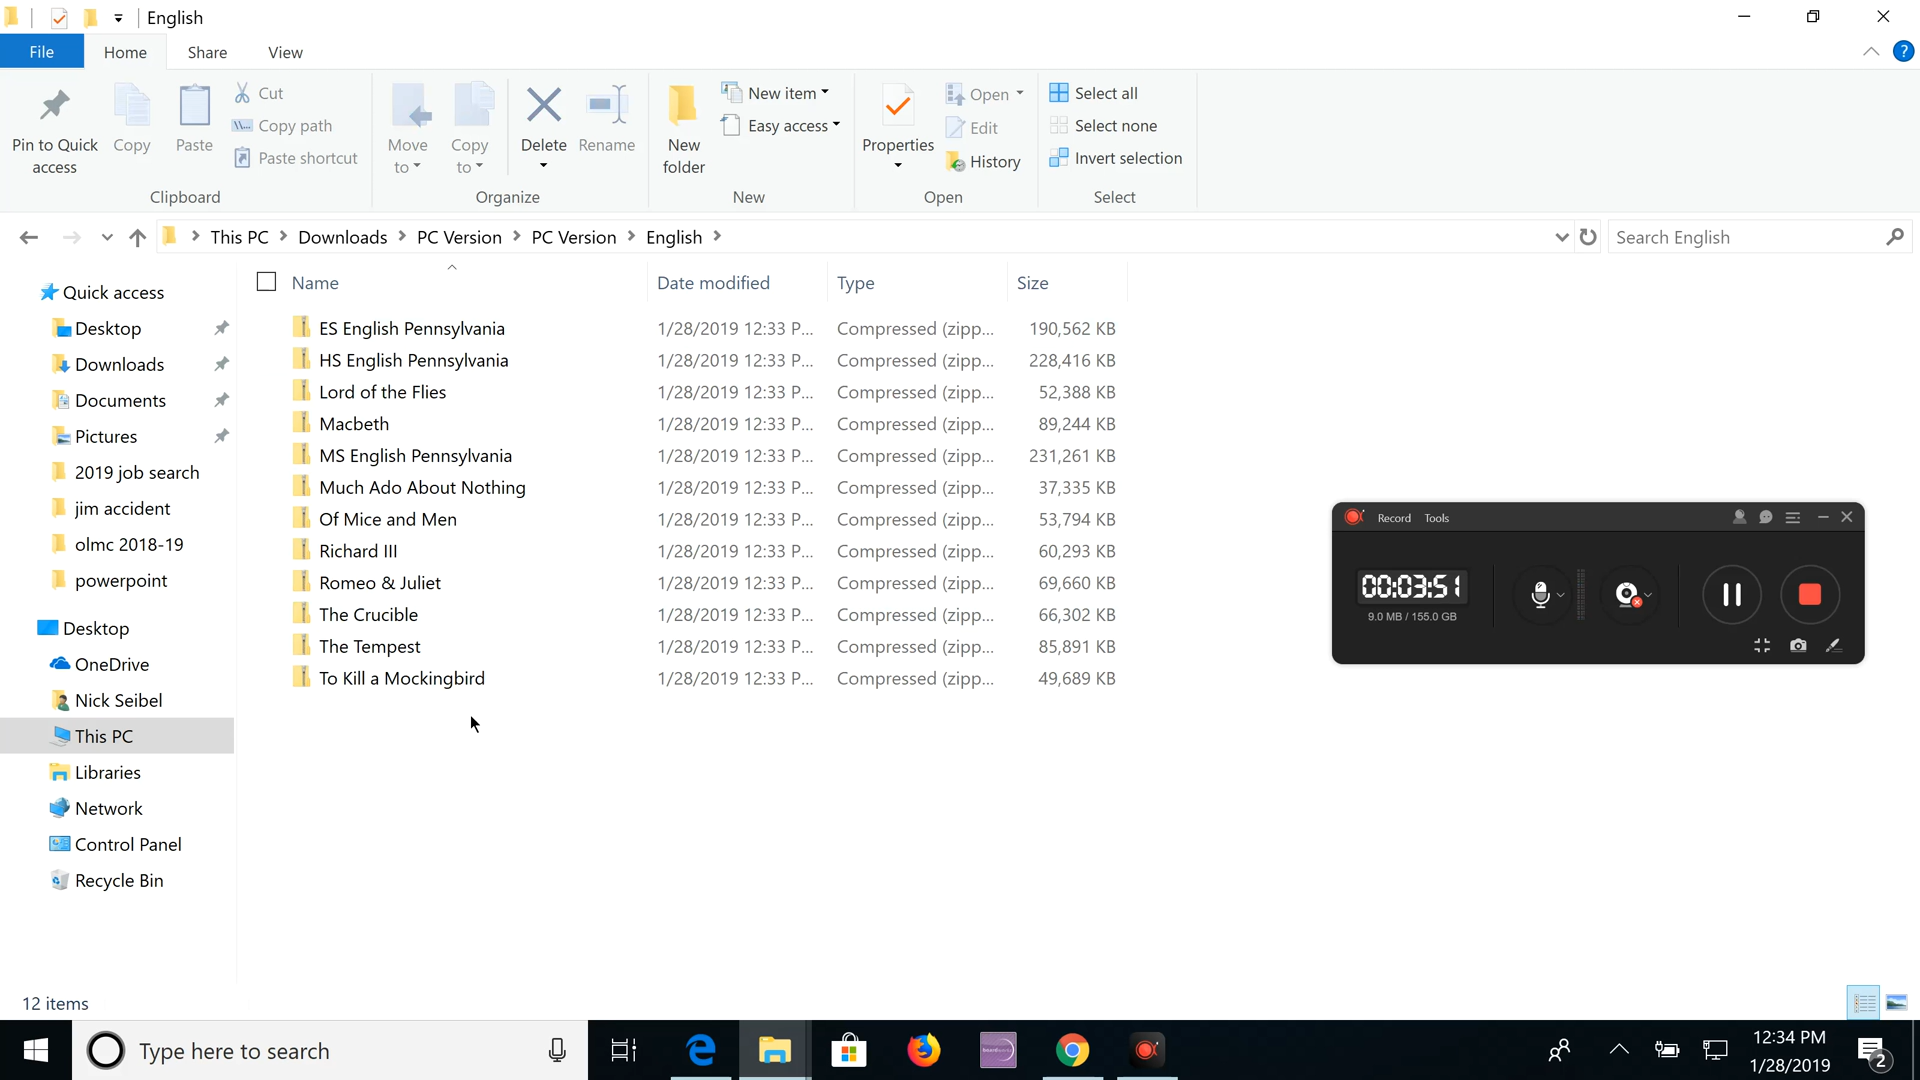 English
File Home Share View
Pin to Quick access
Copy
Paste
Cut
Copy path
Paste shortcut
Clipboard
Move to
Copy to
Delete
Rename
Organize
New folder
New item
Easy access
New
Properties
Open
Edit
History
Open
Select all
Select none
Invert selection
Select
This PC Downloads PC Version PC Version English
Search English
Quick access
Desktop
Downloads
Documents
Pictures
2019 job search
jim accident
olmc 2018-19
powerpoint
Desktop
OneDrive
Nick Seibel
This PC
Libraries
Network
Control Panel
Recycle Bin
Name Date modified Type Size
ES English Pennsylvania 1/28/2019 12:33 P... Compressed (zipp... 190,562 KB
HS English Pennsylvania 1/28/2019 12:33 P... Compressed (zipp... 228,416 KB
Lord of the Flies 1/28/2019 12:33 P... Compressed (zipp... 52,388 KB
Macbeth 1/28/2019 12:33 P... Compressed (zipp... 89,244 KB
MS English Pennsylvania 1/28/2019 12:33 P... Compressed (zipp... 231,261 KB
Much Ado About Nothing 1/28/2019 12:33 P... Compressed (zipp... 37,335 KB
Of Mice and Men 1/28/2019 12:33 P... Compressed (zipp... 53,794 KB
Richard III 1/28/2019 12:33 P... Compressed (zipp... 60,293 KB
Romeo & Juliet 1/28/2019 12:33 P... Compressed (zipp... 69,660 KB
The Crucible 1/28/2019 12:33 P... Compressed (zipp... 66,302 KB
The Tempest 1/28/2019 12:33 P... Compressed (zipp... 85,891 KB
To Kill a Mockingbird 1/28/2019 12:33 P... Compressed (zipp... 49,689 KB
Record Tools
00:03:51
9.0 MB / 155.0 GB
12 items
Type here to search
12:34 PM
1/28/2019
2